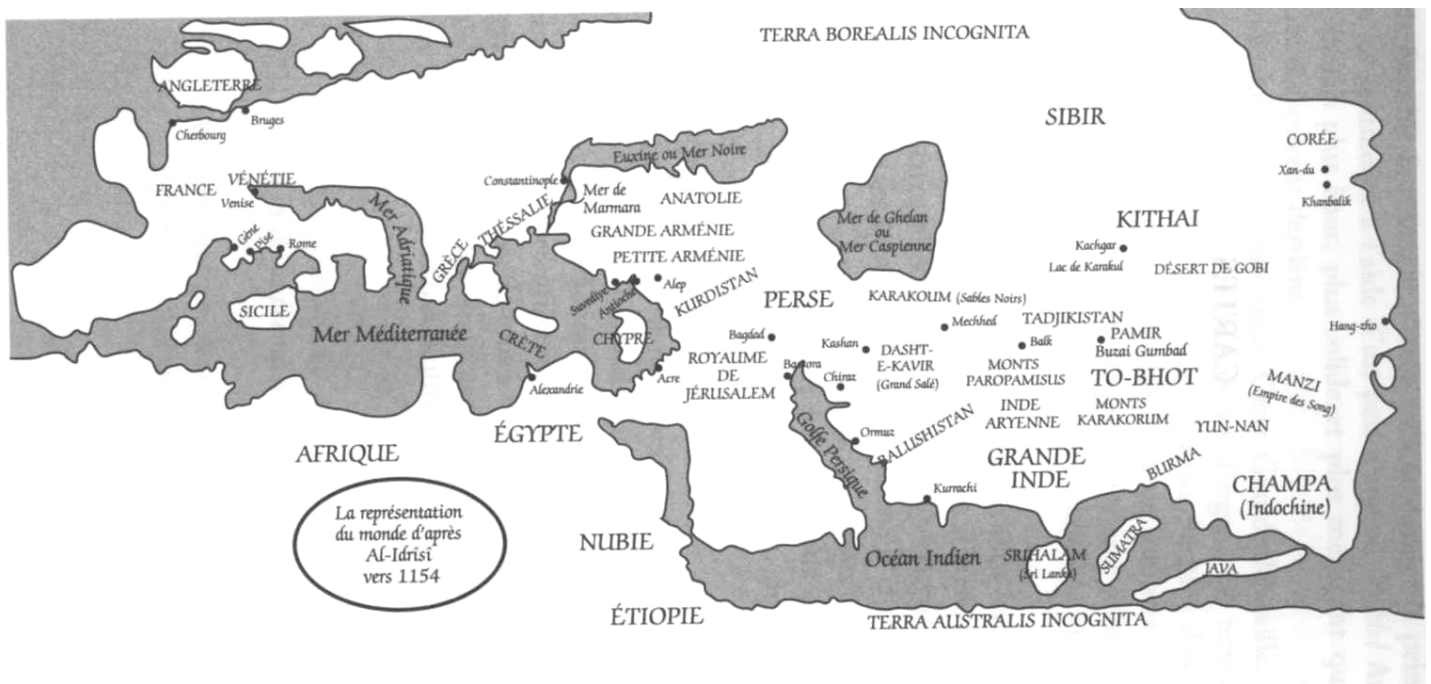 TERRA BOREALIS INCOGNITA
ANGLETERRE
Cherbourg
Bruges
SIBIR
CORÉE
Xan-du
Khanbalik
Euxine ou Mer Noire
Constantinople
Mer de
Marmara
ANATOLIE
FRANCE
VÉNÉTIE
Venise
Mer Adriatique
GRÈCE
THÉSSALIE
GRANDE ARMÉNIE
PETITE ARMÉNIE
Mer de Ghelan
ou
Mer Caspienne
KITHAI
Kachgar
Lac de Karakul
DÉSERT DE GOBI
Gène
Pise
Rome
SICILE
Mer Méditerranée
CRÈTE
Suvediye
Antioche
Alep
KURDISTAN
CHYPRE
PERSE
KARAKOUM (Sables Noirs)
Mechhed
TADJIKISTAN
Balk
PAMIR
Buzai Gumbad
Hang-zho
Bagdad
Kashan
DASHT-
E-KAVIR
(Grand Salé)
MONTS
PAROPAMISUS
TO-BHOT
MANZI
(Empire des Song)
ROYAUME
DE
JÉRUSALEM
Bassora
Chiraz
Acre
Alexandrie
INDE
ARYENNE
MONTS
KARAKORUM
YUN-NAN
ÉGYPTE
AFRIQUE
Golfe Persique
Ormuz
BALUSHISTAN
GRANDE
INDE
BURMA
Kurrachi
CHAMPA
(Indochine)
La représentation
du monde d'après
Al-Idrîsî
vers 1154
NUBIE
Océan Indien
SRIHALAM
(Sri Lanka)
SUMATRA
JAVA
ÉTIOPIE
TERRA AUSTRALIS INCOGNITA